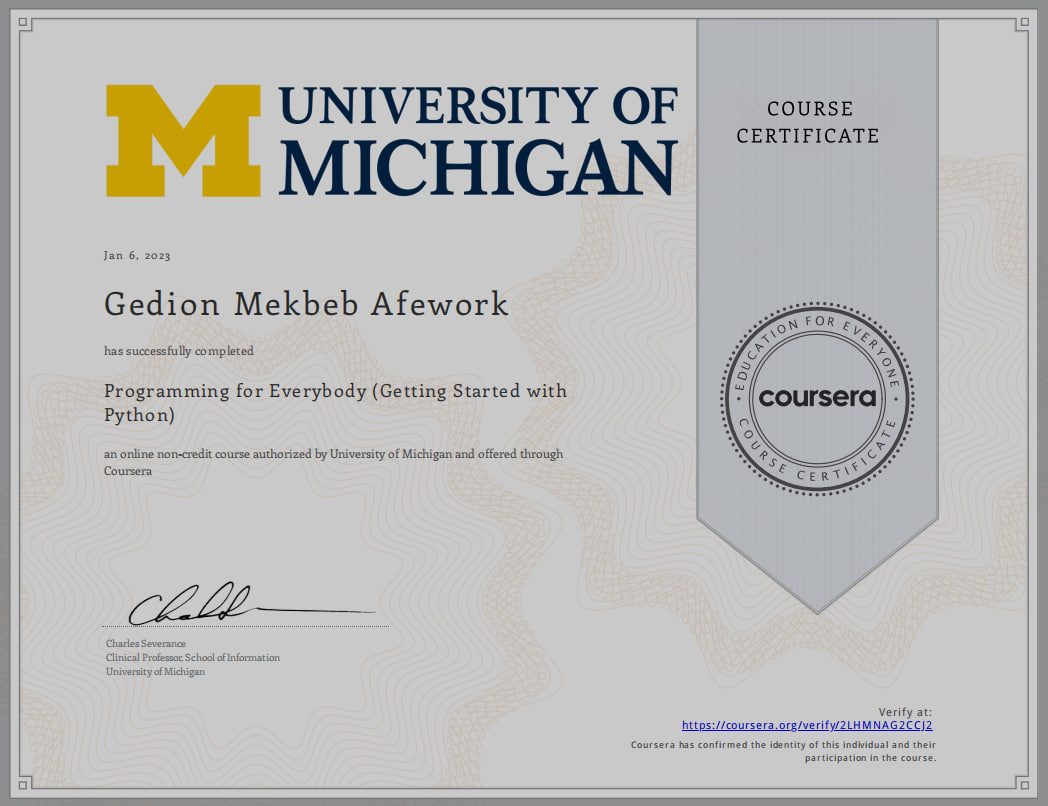 UNIVERSITY OF
MICHIGAN
COURSE
CERTIFICATE
Jan 6, 2023
Gedion Mekbeb Afework
has successfully completed
Programming for Everybody (Getting Started with
Python)
an online non-credit course authorized by University of Michigan and offered through
Coursera
EDUCATION FOR EVERYONE
coursera
COURSE CERTIFICATE
Charles Severance
Clinical Professor, School of Information
University of Michigan
Verify at:
https://coursera.org/verify/2LHMNAG2CCJ2
Coursera has confirmed the identity of this individual and their
participation in the course.